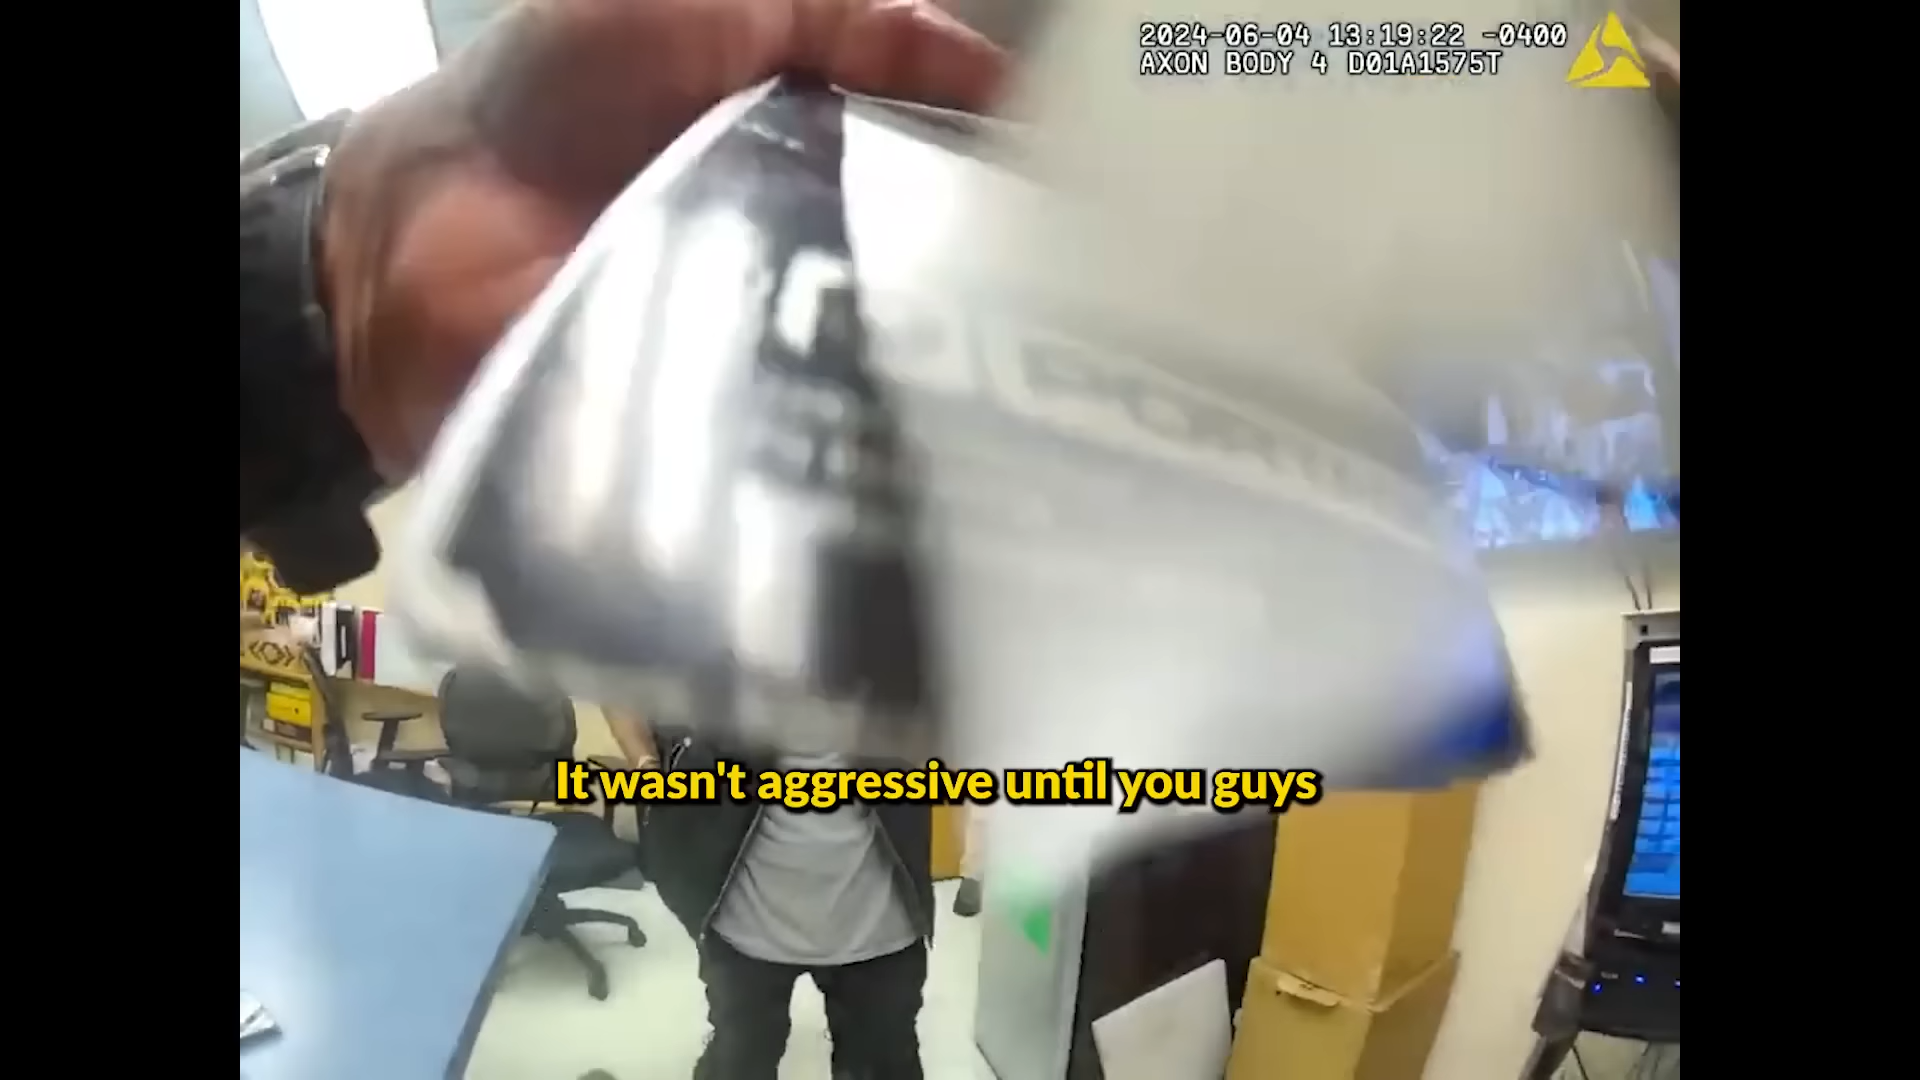 2024-06-04 13:19:22 -0400
AXON BODY 4 D01A1575T
It wasn't aggressive until you guys